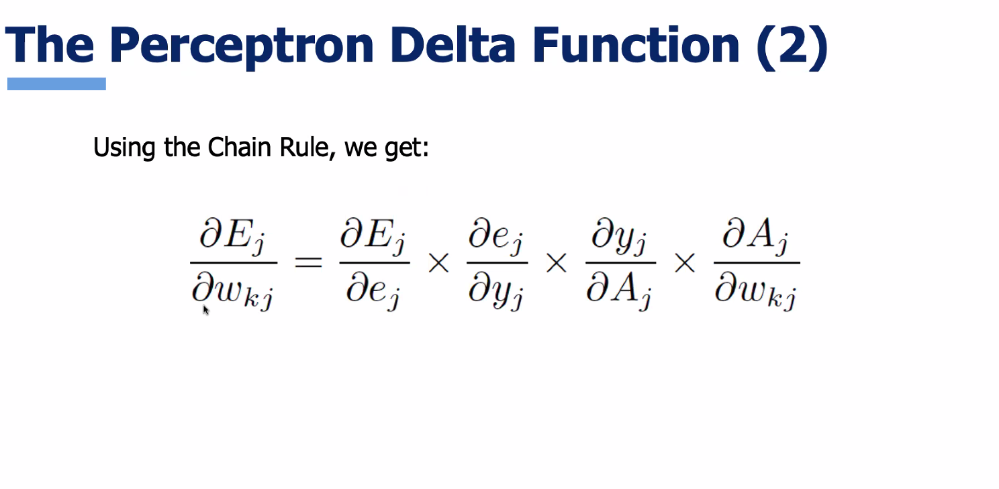 The Perceptron Delta Function (2)
Using the Chain Rule, we get:
∂E_j/∂w_kj = ∂E_j/∂e_j × ∂e_j/∂y_j × ∂y_j/∂A_j × ∂A_j/∂w_kj